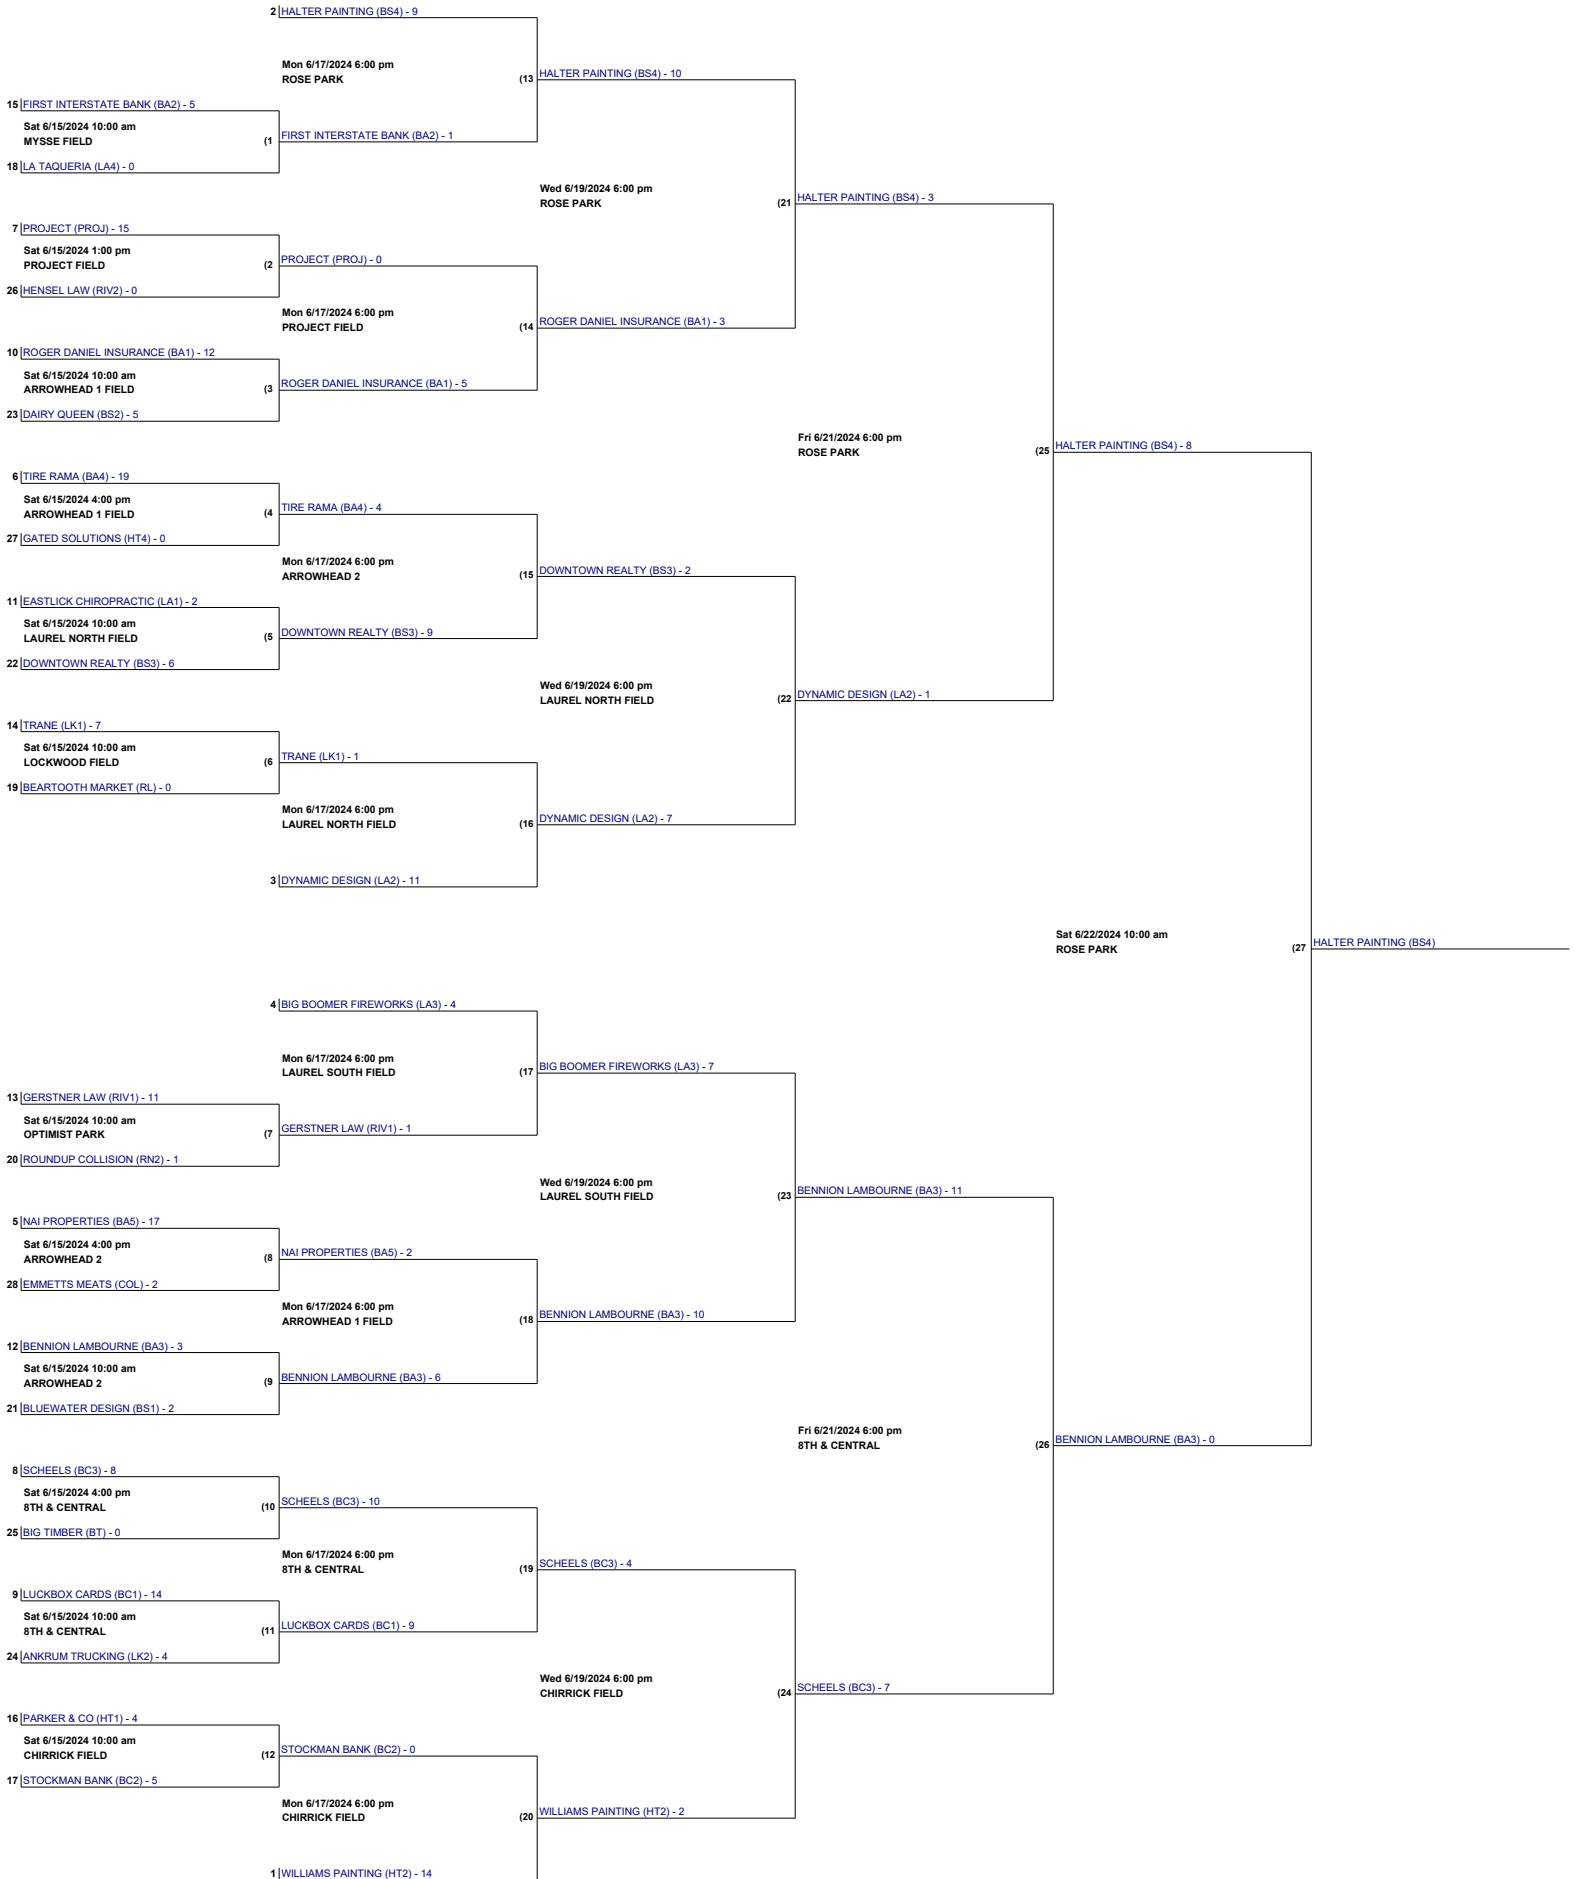 2 HALTER PAINTING (BS4) - 9
Mon 6/17/2024 6:00 pm
ROSE PARK
(13 HALTER PAINTING (BS4) - 10
15 FIRST INTERSTATE BANK (BA2) - 5
Sat 6/15/2024 10:00 am
MYSSE FIELD
(1 FIRST INTERSTATE BANK (BA2) - 1
18 LA TAQUERIA (LA4) - 0
Wed 6/19/2024 6:00 pm
ROSE PARK
(21 HALTER PAINTING (BS4) - 3
7 PROJECT (PROJ) - 15
Sat 6/15/2024 1:00 pm
PROJECT FIELD
(2 PROJECT (PROJ) - 0
26 HENSEL LAW (RIV2) - 0
Mon 6/17/2024 6:00 pm
PROJECT FIELD
(14 ROGER DANIEL INSURANCE (BA1) - 3
10 ROGER DANIEL INSURANCE (BA1) - 12
Sat 6/15/2024 10:00 am
ARROWHEAD 1 FIELD
(3 ROGER DANIEL INSURANCE (BA1) - 5
23 DAIRY QUEEN (BS2) - 5
Fri 6/21/2024 6:00 pm
ROSE PARK
(25 HALTER PAINTING (BS4) - 8
6 TIRE RAMA (BA4) - 19
Sat 6/15/2024 4:00 pm
ARROWHEAD 1 FIELD
(4 TIRE RAMA (BA4) - 4
27 GATED SOLUTIONS (HT4) - 0
Mon 6/17/2024 6:00 pm
ARROWHEAD 2
(15 DOWNTOWN REALTY (BS3) - 2
11 EASTLICK CHIROPRACTIC (LA1) - 2
Sat 6/15/2024 10:00 am
LAUREL NORTH FIELD
(5 DOWNTOWN REALTY (BS3) - 9
22 DOWNTOWN REALTY (BS3) - 6
Wed 6/19/2024 6:00 pm
LAUREL NORTH FIELD
(22 DYNAMIC DESIGN (LA2) - 1
14 TRANE (LK1) - 7
Sat 6/15/2024 10:00 am
LOCKWOOD FIELD
(6 TRANE (LK1) - 1
19 BEARTOOTH MARKET (RL) - 0
Mon 6/17/2024 6:00 pm
LAUREL NORTH FIELD
(16 DYNAMIC DESIGN (LA2) - 7
3 DYNAMIC DESIGN (LA2) - 11
Sat 6/22/2024 10:00 am
ROSE PARK
(27 HALTER PAINTING (BS4)
4 BIG BOOMER FIREWORKS (LA3) - 4
Mon 6/17/2024 6:00 pm
LAUREL SOUTH FIELD
(17 BIG BOOMER FIREWORKS (LA3) - 7
13 GERSTNER LAW (RIV1) - 11
Sat 6/15/2024 10:00 am
OPTIMIST PARK
(7 GERSTNER LAW (RIV1) - 1
20 ROUNDUP COLLISION (RN2) - 1
Wed 6/19/2024 6:00 pm
LAUREL SOUTH FIELD
(23 BENNION LAMBOURNE (BA3) - 11
5 NAI PROPERTIES (BA5) - 17
Sat 6/15/2024 4:00 pm
ARROWHEAD 2
(8 NAI PROPERTIES (BA5) - 2
28 EMMETTS MEATS (COL) - 2
Mon 6/17/2024 6:00 pm
ARROWHEAD 1 FIELD
(18 BENNION LAMBOURNE (BA3) - 10
12 BENNION LAMBOURNE (BA3) - 3
Sat 6/15/2024 10:00 am
ARROWHEAD 2
(9 BENNION LAMBOURNE (BA3) - 6
21 BLUEWATER DESIGN (BS1) - 2
Fri 6/21/2024 6:00 pm
8TH & CENTRAL
(26 BENNION LAMBOURNE (BA3) - 0
8 SCHEELS (BC3) - 8
Sat 6/15/2024 4:00 pm
8TH & CENTRAL
(10 SCHEELS (BC3) - 10
25 BIG TIMBER (BT) - 0
Mon 6/17/2024 6:00 pm
8TH & CENTRAL
(19 SCHEELS (BC3) - 4
9 LUCKBOX CARDS (BC1) - 14
Sat 6/15/2024 10:00 am
8TH & CENTRAL
(11 LUCKBOX CARDS (BC1) - 9
24 ANKRUM TRUCKING (LK2) - 4
Wed 6/19/2024 6:00 pm
CHIRRICK FIELD
(24 SCHEELS (BC3) - 7
16 PARKER & CO (HT1) - 4
Sat 6/15/2024 10:00 am
CHIRRICK FIELD
(12 STOCKMAN BANK (BC2) - 0
17 STOCKMAN BANK (BC2) - 5
Mon 6/17/2024 6:00 pm
CHIRRICK FIELD
(20 WILLIAMS PAINTING (HT2) - 2
1 WILLIAMS PAINTING (HT2) - 14